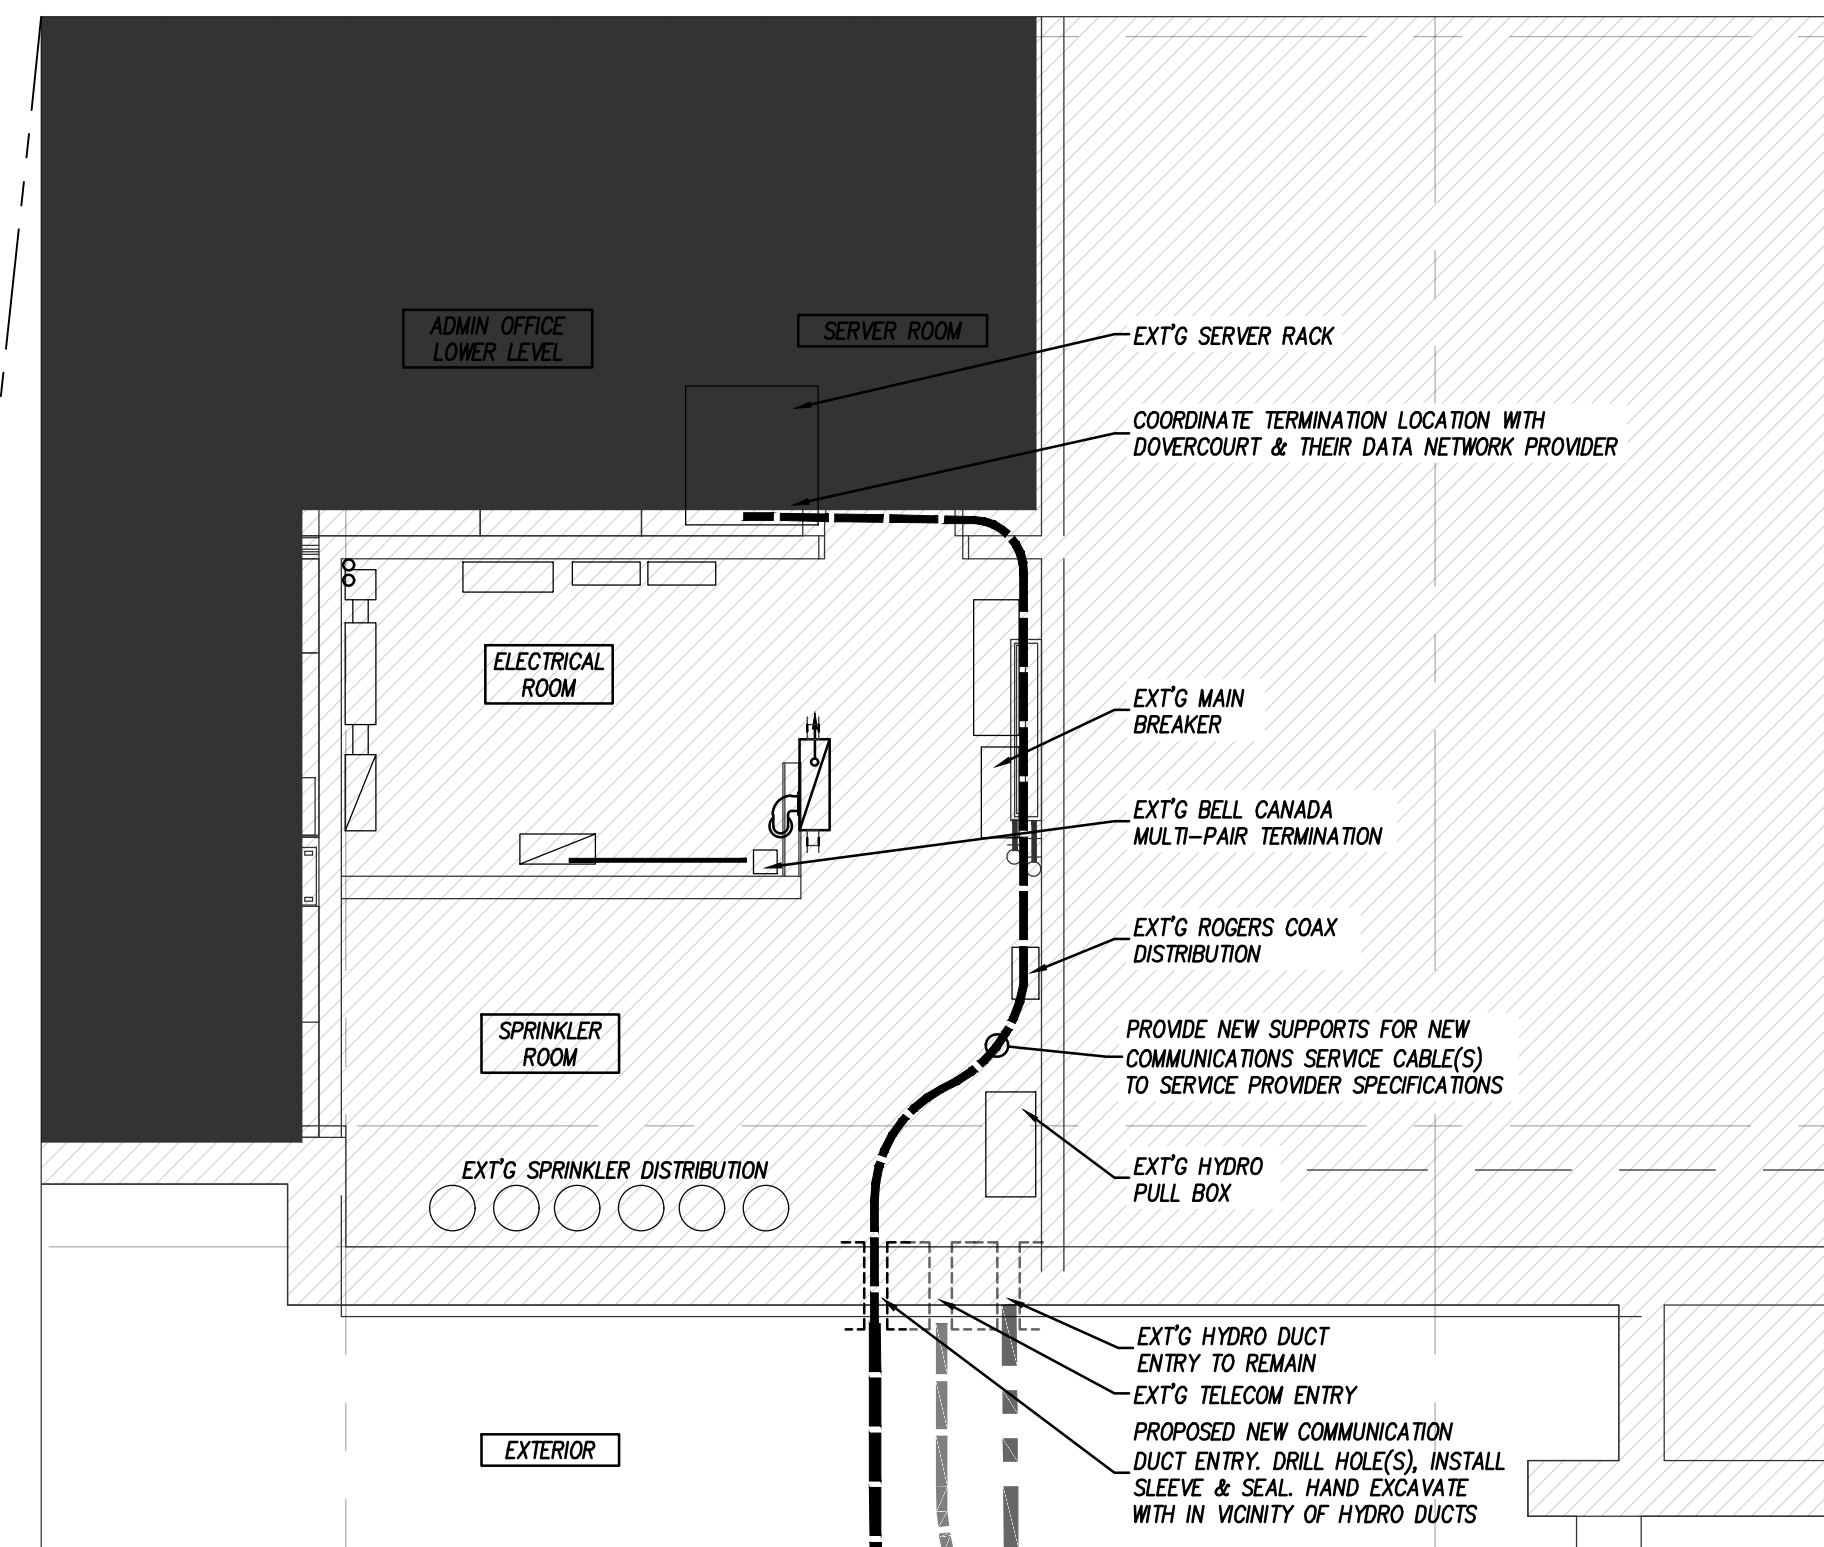 ADMIN OFFICE
LOWER LEVEL
SERVER ROOM
EXT'G SERVER RACK
COORDINATE TERMINATION LOCATION WITH
DOVERCOURT & THEIR DATA NETWORK PROVIDER
ELECTRICAL
ROOM
EXT'G MAIN
BREAKER
EXT'G BELL CANADA
MULTI-PAIR TERMINATION
EXT'G ROGERS COAX
DISTRIBUTION
SPRINKLER
ROOM
PROVIDE NEW SUPPORTS FOR NEW
COMMUNICATIONS SERVICE CABLE(S)
TO SERVICE PROVIDER SPECIFICATIONS
EXT'G SPRINKLER DISTRIBUTION
EXT'G HYDRO
PULL BOX
EXT'G HYDRO DUCT
ENTRY TO REMAIN
EXT'G TELECOM ENTRY
EXTERIOR
PROPOSED NEW COMMUNICATION
DUCT ENTRY. DRILL HOLE(S), INSTALL
SLEEVE & SEAL. HAND EXCAVATE
WITH IN VICINITY OF HYDRO DUCTS